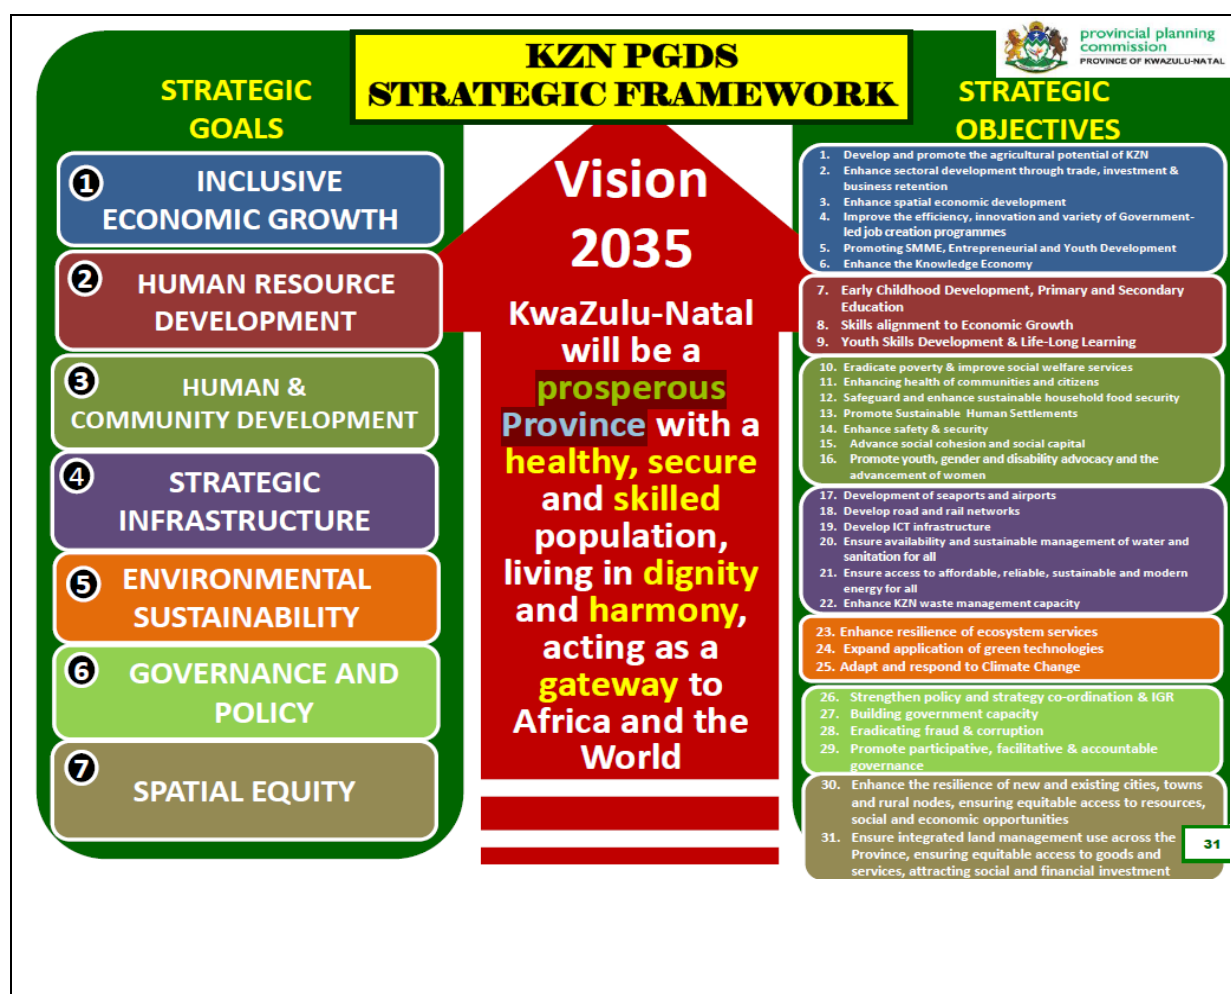 KZN PGDS
STRATEGIC FRAMEWORK
provincial planning
commission
PROVINCE OF KWAZULU-NATAL
STRATEGIC
GOALS
❶
INCLUSIVE
ECONOMIC GROWTH
❷
HUMAN RESOURCE
DEVELOPMENT
❸
HUMAN &
COMMUNITY DEVELOPMENT
❹
STRATEGIC
INFRASTRUCTURE
❺
ENVIRONMENTAL
SUSTAINABILITY
❻
GOVERNANCE AND
POLICY
❼
SPATIAL EQUITY
Vision
2035
KwaZulu-Natal
will be a
prosperous
Province with a
healthy, secure
and skilled
population,
living in dignity
and harmony,
acting as a
gateway to
Africa and the
World
STRATEGIC
OBJECTIVES
1. Develop and promote the agricultural potential of KZN
2. Enhance sectoral development through trade, investment &
business retention
3. Enhance spatial economic development
4. Improve the efficiency, innovation and variety of Government-
led job creation programmes
5. Promoting SMME, Entrepreneurial and Youth Development
6. Enhance the Knowledge Economy
7. Early Childhood Development, Primary and Secondary
Education
8. Skills alignment to Economic Growth
9. Youth Skills Development & Life-Long Learning
10. Eradicate poverty & improve social welfare services
11. Enhancing health of communities and citizens
12. Safeguard and enhance sustainable household food security
13. Promote Sustainable Human Settlements
14. Enhance safety & security
15. Advance social cohesion and social capital
16. Promote youth, gender and disability advocacy and the
advancement of women
17. Development of seaports and airports
18. Develop road and rail networks
19. Develop ICT infrastructure
20. Ensure availability and sustainable management of water and
sanitation for all
21. Ensure access to affordable, reliable, sustainable and modern
energy for all
22. Enhance KZN waste management capacity
23. Enhance resilience of ecosystem services
24. Expand application of green technologies
25. Adapt and respond to Climate Change
26. Strengthen policy and strategy co-ordination & IGR
27. Building government capacity
28. Eradicating fraud & corruption
29. Promote participative, facilitative & accountable
governance
30. Enhance the resilience of new and existing cities, towns
and rural nodes, ensuring equitable access to resources,
social and economic opportunities
31. Ensure integrated land management use across the
Province, ensuring equitable access to goods and
services, attracting social and financial investment
31